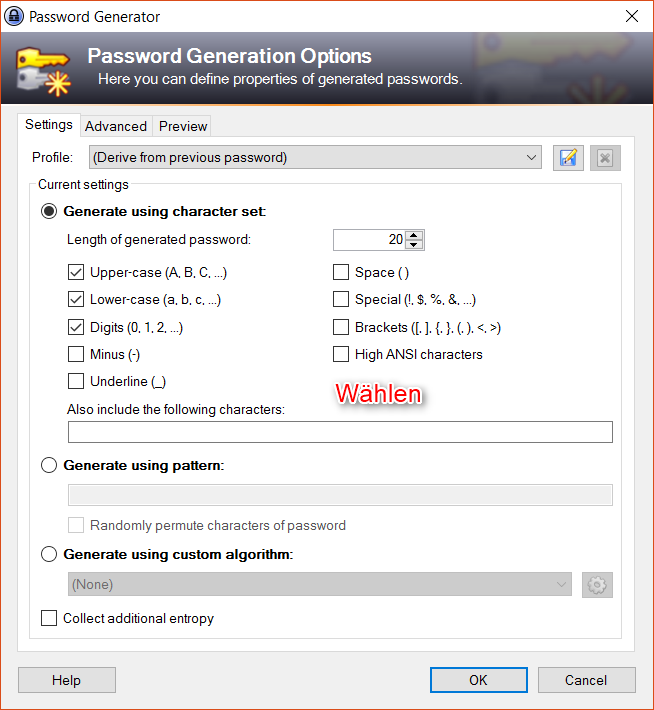 Password Generator
Password Generation Options
Here you can define properties of generated passwords.
Settings Advanced Preview
Profile: (Derive from previous password)
Current settings
Generate using character set:
Length of generated password: 20
Upper-case (A, B, C, ...) Space ( )
Lower-case (a, b, c, ...) Special (!, $, %, &, ...)
Digits (0, 1, 2, ...) Brackets ([, ], {, }, (, ), <, >)
Minus (-) High ANSI characters
Underline (_)
Wählen
Also include the following characters:
Generate using pattern:
Randomly permute characters of password
Generate using custom algorithm:
(None)
Collect additional entropy
Help OK Cancel